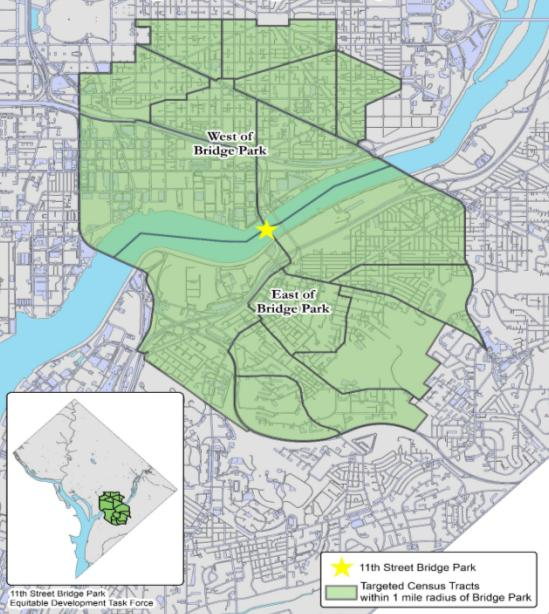 West of
Bridge Park
East of
Bridge Park
11th Street Bridge Park
Targeted Census Tracts
within 1 mile radius of Bridge Park
11th Street Bridge Park
Equitable Development Task Force